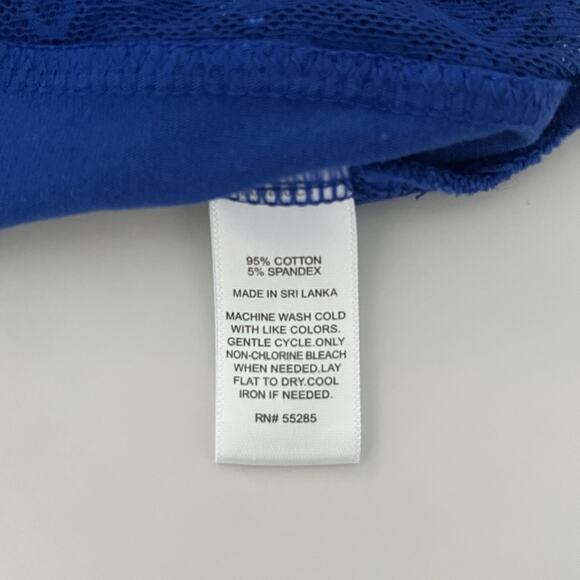 95% COTTON
5% SPANDEX
MADE IN SRI LANKA
MACHINE WASH COLD
WITH LIKE COLORS.
GENTLE CYCLE.ONLY
NON-CHLORINE BLEACH
WHEN NEEDED.LAY
FLAT TO DRY.COOL
IRON IF NEEDED.
RN# 55285